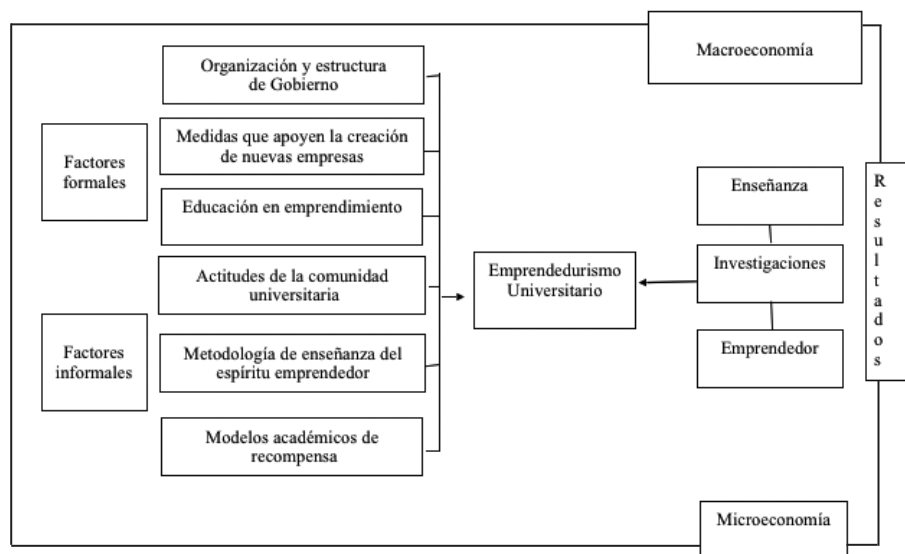 Organización y estructura
de Gobierno
Macroeconomía
Factores
formales
Medidas que apoyen la creación
de nuevas empresas
Educación en emprendimiento
Enseñanza
Resultados
Actitudes de la comunidad
universitaria
Emprendedurismo
Universitario
Investigaciones
Factores
informales
Metodología de enseñanza del
espíritu emprendedor
Emprendedor
Modelos académicos de
recompensa
Microeconomía